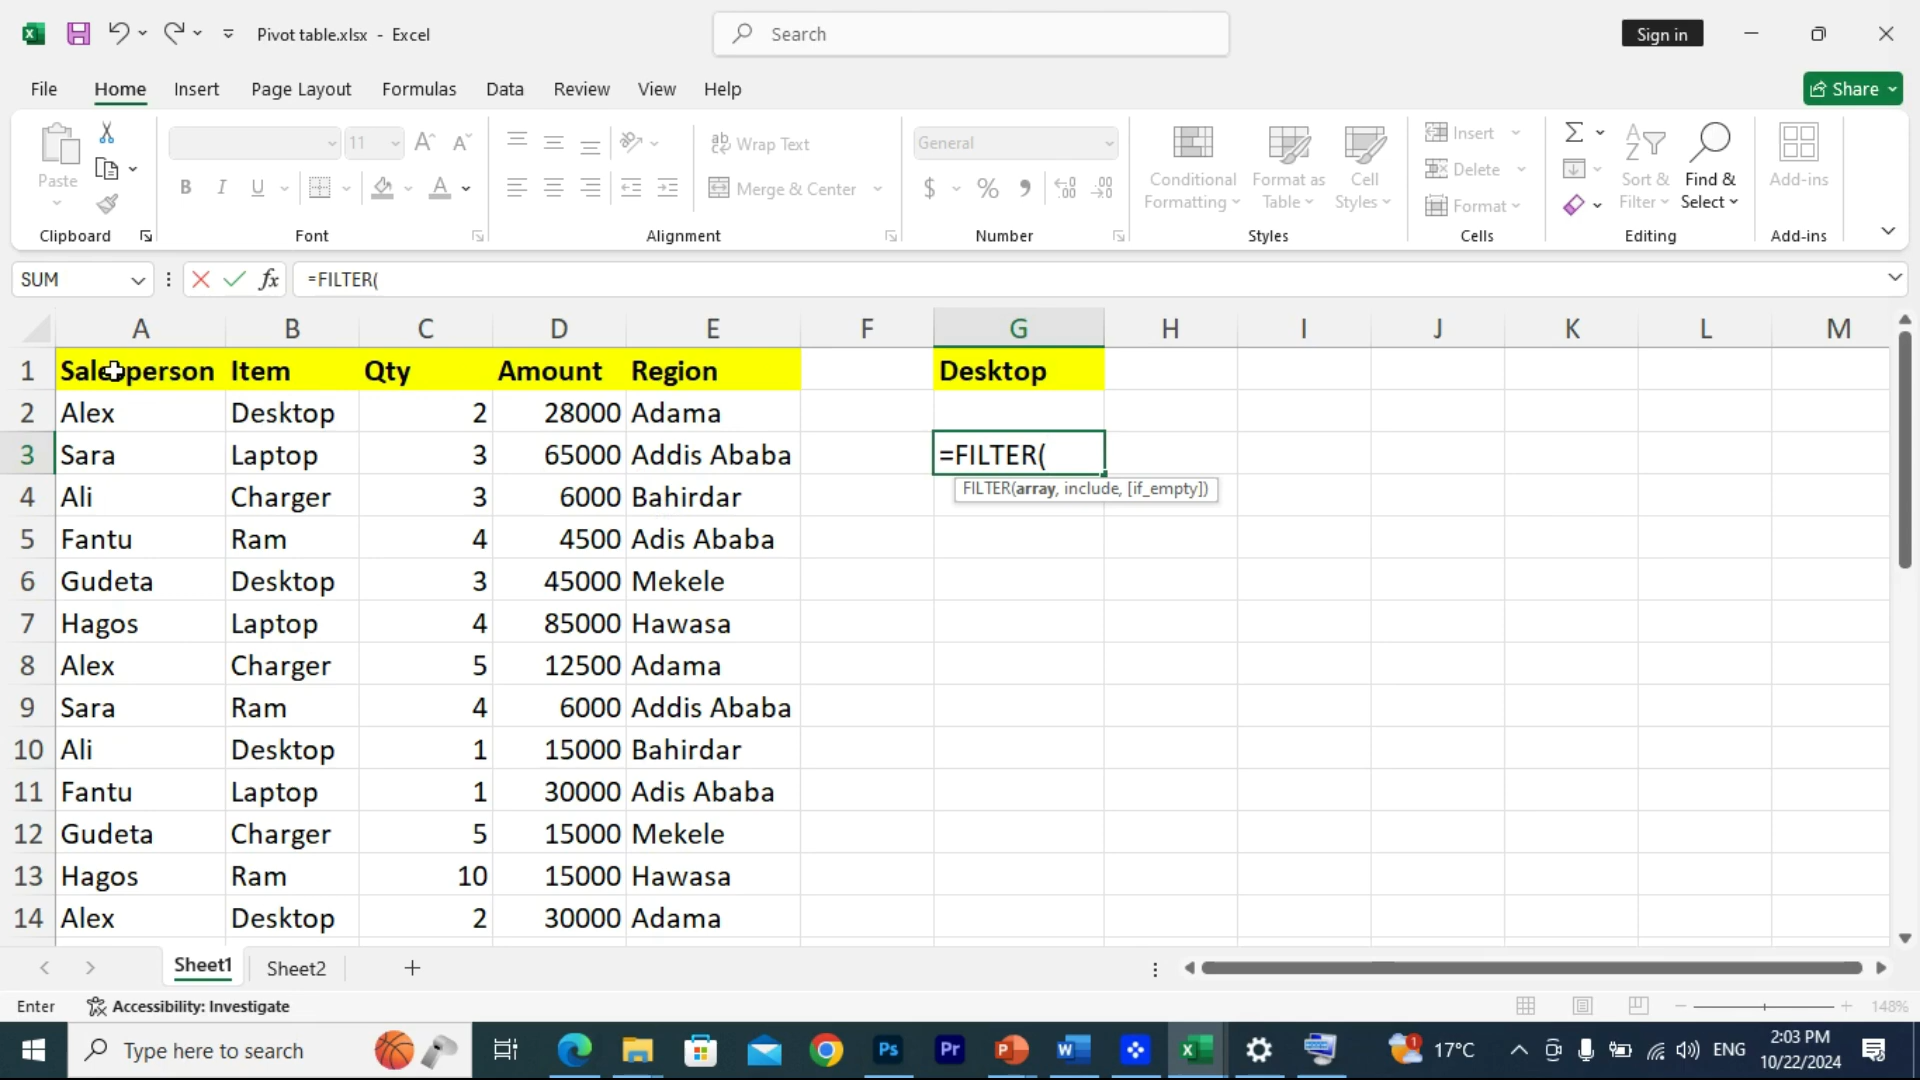 Pivot table.xlsx - Excel
Search
Sign in
File Home Insert Page Layout Formulas Data Review View Help
Share
Paste
Clipboard
11
B I U
A
Font
ab Wrap Text
Merge & Center
Alignment
General
$ % ,
Number
Conditional Formatting
Format as Table
Cell Styles
Styles
Insert
Delete
Format
Cells
Sort & Filter
Find & Select
Editing
Add-ins
Add-ins
SUM
fx
=FILTER(
A B C D E F G H I J K L M
1 Salesperson Item Qty Amount Region Desktop
2 Alex Desktop 2 28000 Adama
3 Sara Laptop 3 65000 Addis Ababa =FILTER(
FILTER(array, include, [if_empty])
4 Ali Charger 3 6000 Bahirdar
5 Fantu Ram 4 4500 Adis Ababa
6 Gudeta Desktop 3 45000 Mekele
7 Hagos Laptop 4 85000 Hawasa
8 Alex Charger 5 12500 Adama
9 Sara Ram 4 6000 Addis Ababa
10 Ali Desktop 1 15000 Bahirdar
11 Fantu Laptop 1 30000 Adis Ababa
12 Gudeta Charger 5 15000 Mekele
13 Hagos Ram 10 15000 Hawasa
14 Alex Desktop 2 30000 Adama
Sheet1 Sheet2
Enter Accessibility: Investigate
148%
Type here to search
Ps Pr
17°C
ENG
2:03 PM
10/22/2024